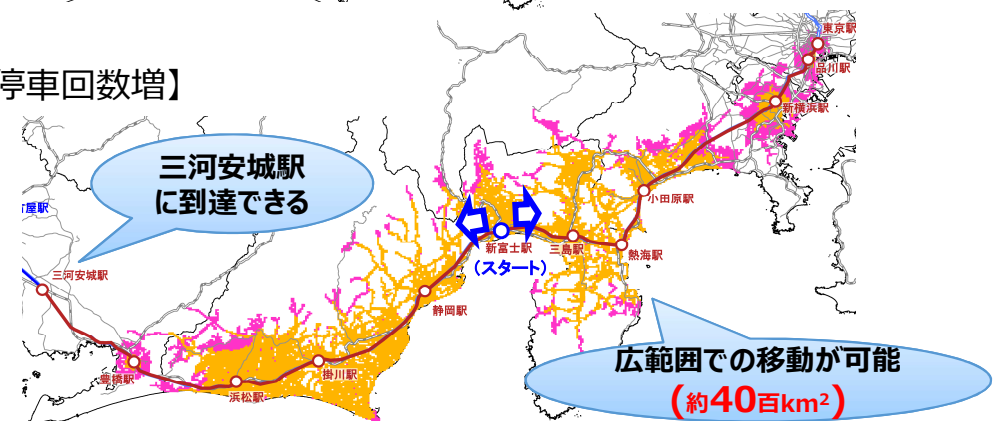 停車回数増】
東京駅
品川駅
新横浜駅
三河安城駅
に到達できる
小田原駅
古屋駅
新富士駅
(スタート)
三島駅
熱海駅
三河安城駅
静岡駅
豊橋駅
掛川駅
浜松駅
広範囲での移動が可能
(約40百km²)